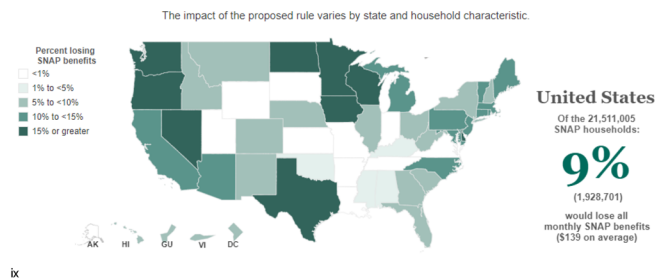 The impact of the proposed rule varies by state and household characteristic.
Percent losing
SNAP benefits
<1%
1% to <5%
5% to <10%
10% to <15%
15% or greater
AK
HI
GU
VI
DC
United States
Of the 21,511,005
SNAP households:
9%
(1,928,701)
would lose all
monthly SNAP benefits
($139 on average)
ix